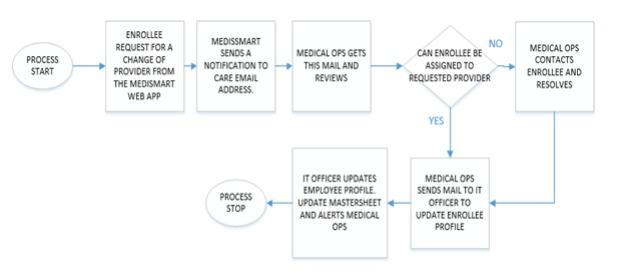 PROCESS
START
ENROLLEE
REQUEST FOR A
CHANGE OF
PROVIDER FROM
THE MEDISMART
WEB APP
MEDISSMART
SENDS A
NOTIFICATION TO
CARE EMAIL
ADDRESS.
MEDICAL OPS GETS
THIS MAIL AND
REVIEWS
CAN ENROLLEE BE
ASSIGNED TO
REQUESTED PROVIDER
NO
MEDICAL OPS
CONTACTS
ENROLLEE AND
RESOLVES
YES
MEDICAL OPS
SENDS MAIL TO IT
OFFICER TO
UPDATE ENROLLEE
PROFILE
IT OFFICER UPDATES
EMPLOYEE PROFILE.
UPDATE MASTERSHEET
AND ALERTS MEDICAL
OPS
PROCESS
STOP